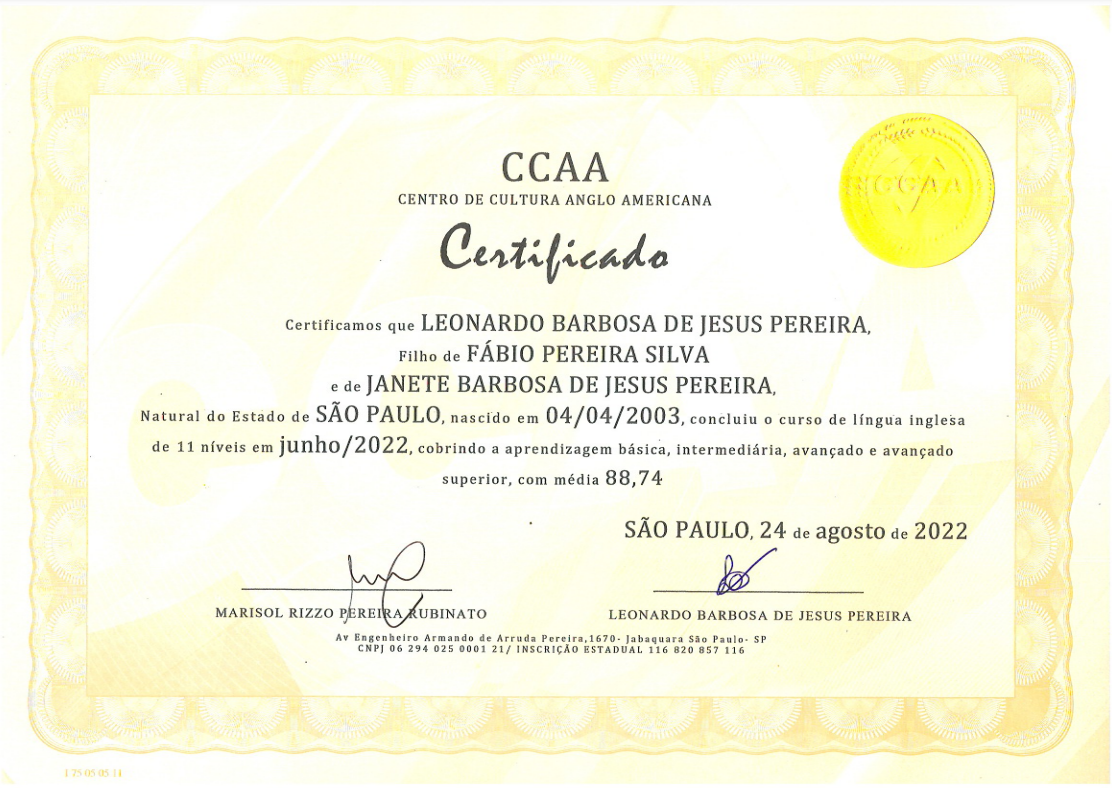 CCAA
CENTRO DE CULTURA ANGLO AMERICANA
CCAA
Certificado
Certificamos que LEONARDO BARBOSA DE JESUS PEREIRA,
Filho de FÁBIO PEREIRA SILVA
e de JANETE BARBOSA DE JESUS PEREIRA,
Natural do Estado de SÃO PAULO, nascido em 04/04/2003, concluiu o curso de língua inglesa
de 11 níveis em junho/2022, cobrindo a aprendizagem básica, intermediária, avançado e avançado
superior, com média 88,74
SÃO PAULO, 24 de agosto de 2022
MARISOL RIZZO PEREIRA RUBINATO
LEONARDO BARBOSA DE JESUS PEREIRA
Av Engenheiro Armando de Arruda Pereira,1670- Jabaquara São Paulo- SP
CNPJ 06 294 025 0001 21/ INSCRIÇÃO ESTADUAL 116 820 857 116